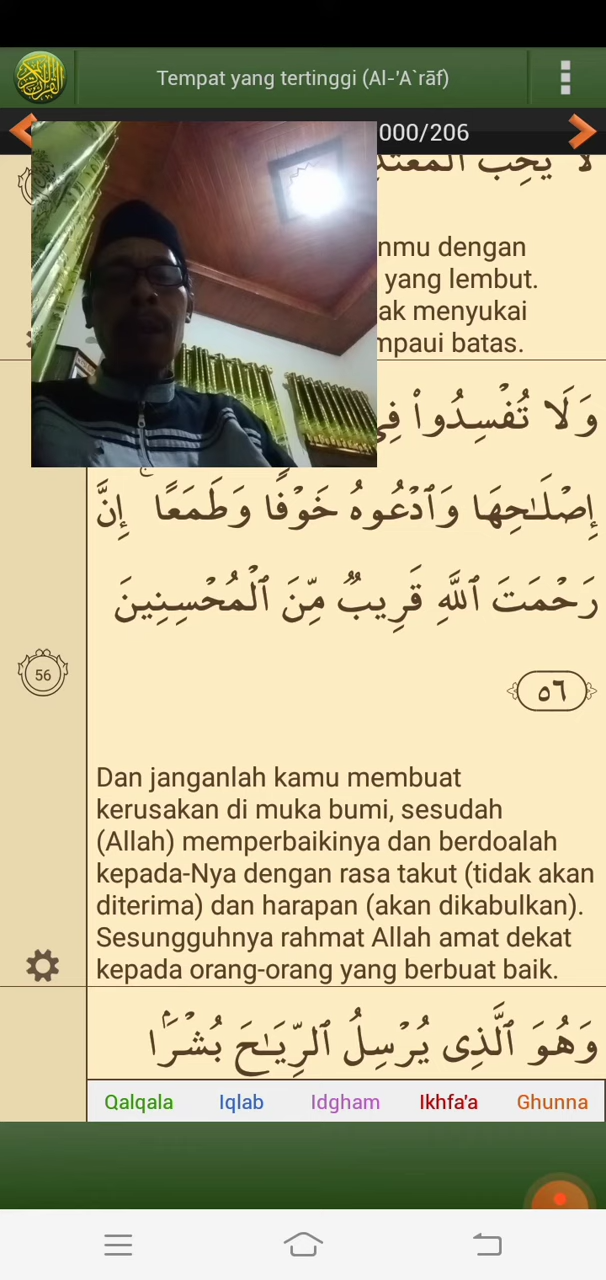 Tempat yang tertinggi (Al-'A`rāf)
000/206
لَا يُحِبُّ
nmu dengan
yang lembut.
ak menyukai
mpaui batas.
وَلَا تُفْسِدُوا۟ فِى
إِصْلَـٰحِهَا وَٱدْعُوهُ خَوْفًا وَطَمَعًا ۚ إِنَّ
رَحْمَتَ ٱللَّهِ قَرِيبٌ مِّنَ ٱلْمُحْسِنِينَ
56
٥٦
Dan janganlah kamu membuat
kerusakan di muka bumi, sesudah
(Allah) memperbaikinya dan berdoalah
kepada-Nya dengan rasa takut (tidak akan
diterima) dan harapan (akan dikabulkan).
Sesungguhnya rahmat Allah amat dekat
kepada orang-orang yang berbuat baik.
وَهُوَ ٱلَّذِى يُرْسِلُ ٱلرِّيَـٰحَ بُشْرًۢا
Qalqala Iqlab Idgham Ikhfa'a Ghunna